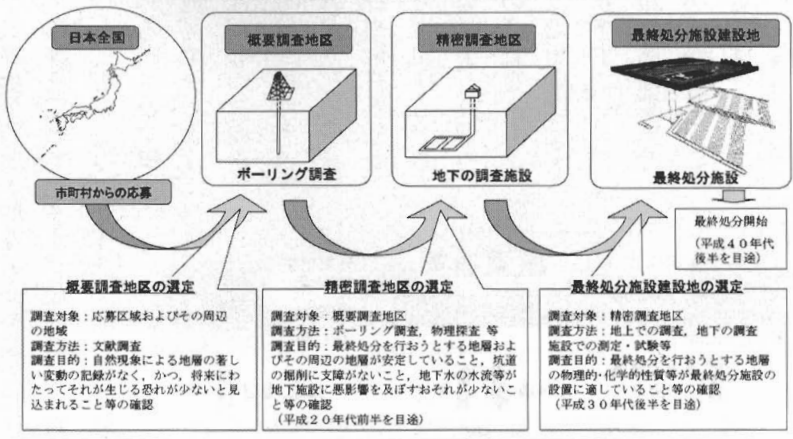 日本全国
市町村からの応募
概要調査地区
ボーリング調査
精密調査地区
地下の調査施設
最終処分施設建設地
最終処分施設
最終処分開始
(平成40年代
後半を目途)
概要調査地区の選定
調査対象：応募区域およびその周辺
の地域
調査方法：文献調査
調査目的：自然現象による地層の著し
い変動の記録がなく，かつ，将来にわ
たってそれが生じる恐れが少ないと見
込まれること等の確認
精密調査地区の選定
調査対象：概要調査地区
調査方法：ボーリング調査，物理探査 等
調査目的：最終処分を行おうとする地層お
よびその周辺の地層が安定していること，坑道
の掘削に支障がないこと，地下水の水流等が
地下施設に悪影響を及ぼすおそれが少ないこ
と等の確認
(平成20年代前半を目途)
最終処分施設建設地の選定
調査対象：精密調査地区
調査方法：地上での調査，地下の調査
施設での測定・試験等
調査目的：最終処分を行おうとする地層
の物理的・化学的性質等が最終処分施設の
設置に適していること等の確認
(平成30年代後半を目途)